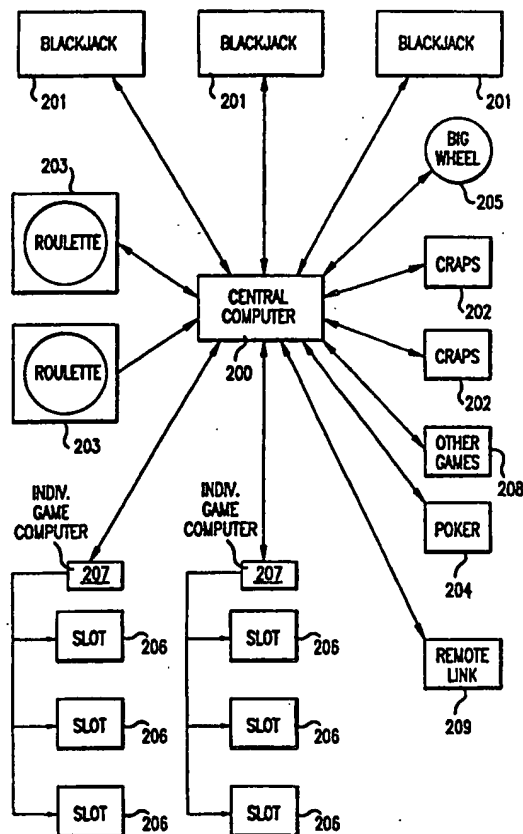 BLACKJACK
BLACKJACK
BLACKJACK
201
201
201
203
BIG
WHEEL
205
ROULETTE
CRAPS
202
CENTRAL
COMPUTER
200
ROULETTE
203
CRAPS
202
OTHER
GAMES
208
INDIV.
GAME
COMPUTER
INDIV.
GAME
COMPUTER
POKER
204
207
207
SLOT
206
SLOT
206
REMOTE
LINK
209
SLOT
206
SLOT
206
SLOT
206
SLOT
206